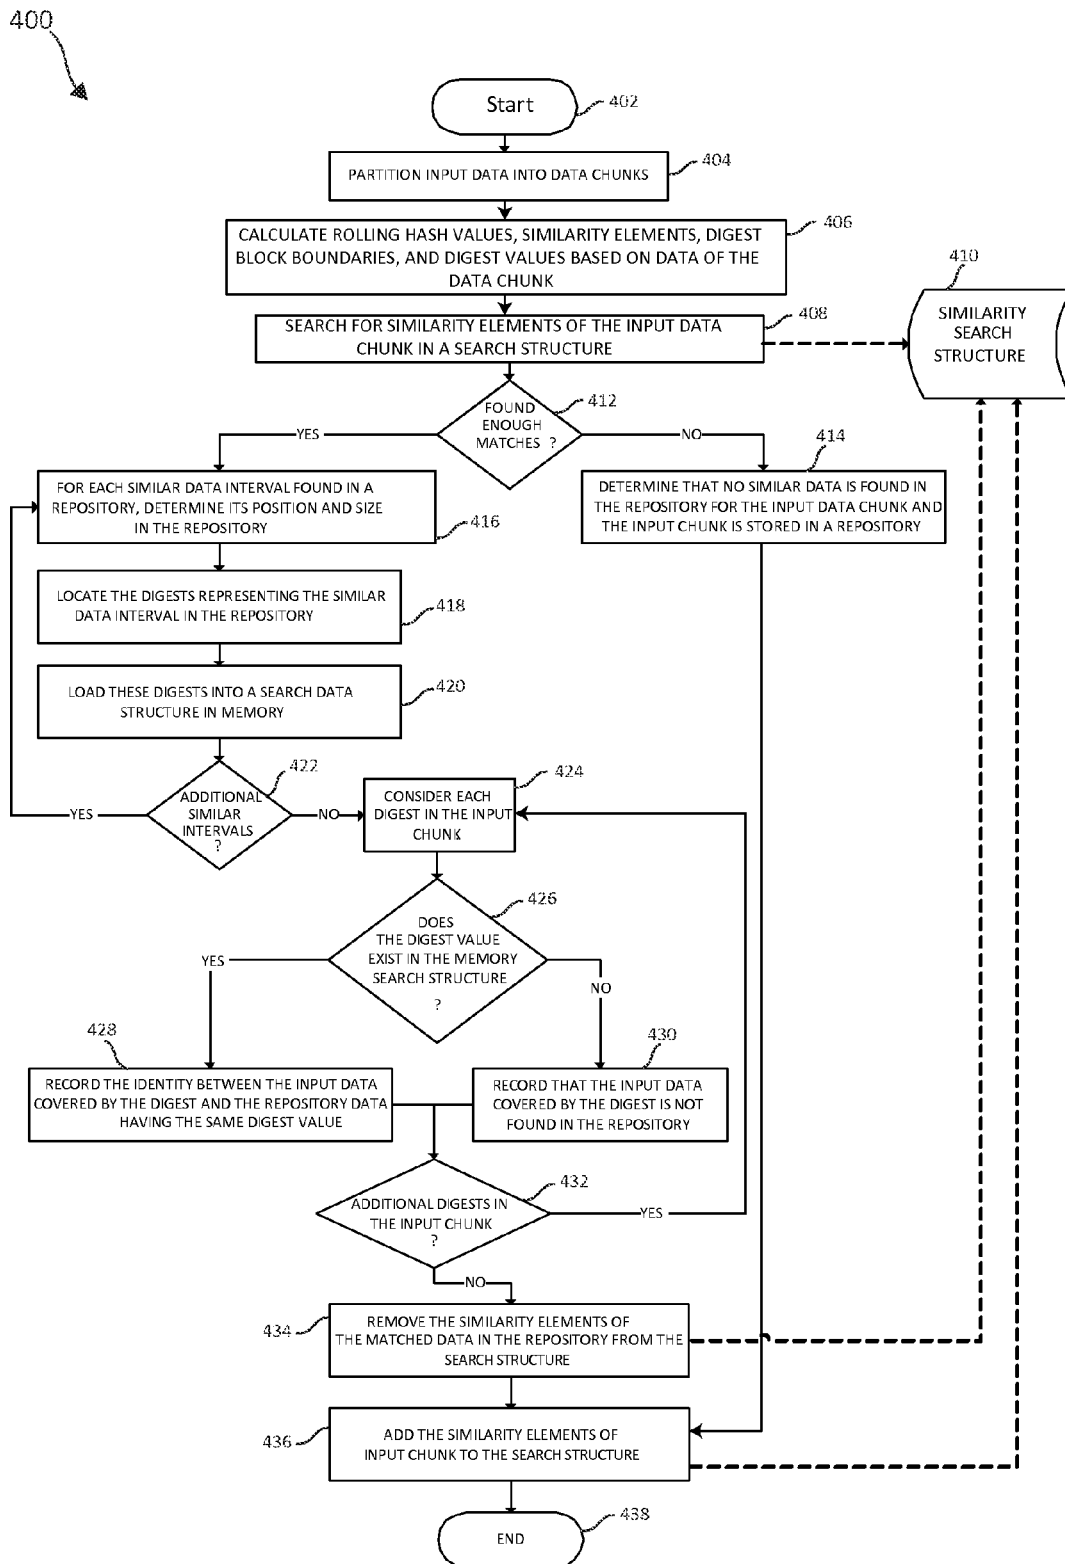 400
Start
402
PARTITION INPUT DATA INTO DATA CHUNKS
404
CALCULATE ROLLING HASH VALUES, SIMILARITY ELEMENTS, DIGEST
BLOCK BOUNDARIES, AND DIGEST VALUES BASED ON DATA OF THE
DATA CHUNK
406
SEARCH FOR SIMILARITY ELEMENTS OF THE INPUT DATA
CHUNK IN A SEARCH STRUCTURE
408
410
SIMILARITY
SEARCH
STRUCTURE
FOUND
ENOUGH
MATCHES ?
412
YES
NO
414
DETERMINE THAT NO SIMILAR DATA IS FOUND IN
THE REPOSITORY FOR THE INPUT DATA CHUNK AND
THE INPUT CHUNK IS STORED IN A REPOSITORY
FOR EACH SIMILAR DATA INTERVAL FOUND IN A
REPOSITORY, DETERMINE ITS POSITION AND SIZE
IN THE REPOSITORY
416
LOCATE THE DIGESTS REPRESENTING THE SIMILAR
DATA INTERVAL IN THE REPOSITORY
418
LOAD THESE DIGESTS INTO A SEARCH DATA
STRUCTURE IN MEMORY
420
ADDITIONAL
SIMILAR
INTERVALS
?
422
YES
NO
CONSIDER EACH
DIGEST IN THE INPUT
CHUNK
424
DOES
THE DIGEST VALUE
EXIST IN THE MEMORY
SEARCH STRUCTURE
?
426
YES
NO
428
RECORD THE IDENTITY BETWEEN THE INPUT DATA
COVERED BY THE DIGEST AND THE REPOSITORY DATA
HAVING THE SAME DIGEST VALUE
430
RECORD THAT THE INPUT DATA
COVERED BY THE DIGEST IS NOT
FOUND IN THE REPOSITORY
ADDITIONAL DIGESTS IN
THE INPUT CHUNK
?
432
YES
NO
434
REMOVE THE SIMILARITY ELEMENTS OF
THE MATCHED DATA IN THE REPOSITORY FROM THE
SEARCH STRUCTURE
436
ADD THE SIMILARITY ELEMENTS OF
INPUT CHUNK TO THE SEARCH STRUCTURE
END
438